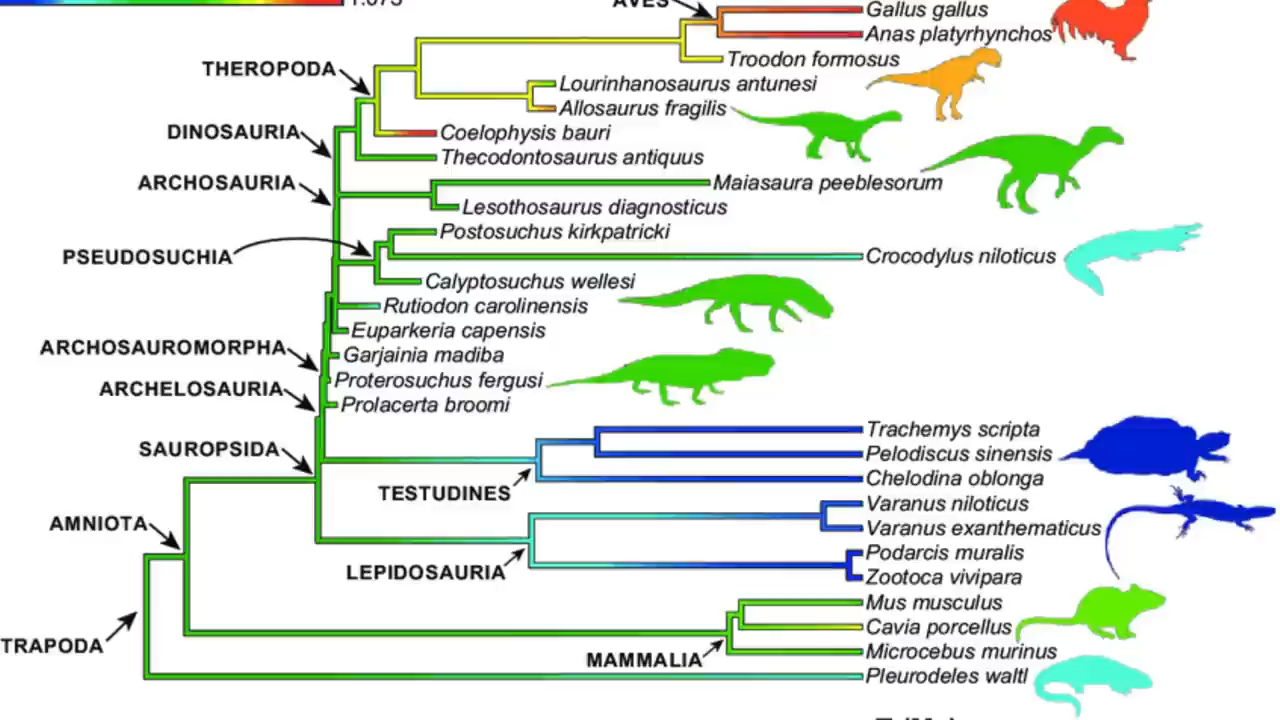 1.075
AVES
Gallus gallus
Anas platyrhynchos
Troodon formosus
THEROPODA
Lourinhanosaurus antunesi
Allosaurus fragilis
DINOSAURIA
Coelophysis bauri
Thecodontosaurus antiquus
ARCHOSAURIA
Maiasaura peeblesorum
Lesothosaurus diagnosticus
Postosuchus kirkpatricki
PSEUDOSUCHIA
Crocodylus niloticus
Calyptosuchus wellesi
Rutiodon carolinensis
Euparkeria capensis
ARCHOSAUROMORPHA
Garjainia madiba
Proterosuchus fergusi
ARCHELOSAURIA
Prolacerta broomi
Trachemys scripta
SAUROPSIDA
Pelodiscus sinensis
Chelodina oblonga
TESTUDINES
Varanus niloticus
AMNIOTA
Varanus exanthematicus
Podarcis muralis
LEPIDOSAURIA
Zootoca vivipara
Mus musculus
Cavia porcellus
TRAPODA
Microcebus murinus
MAMMALIA
Pleurodeles waltl